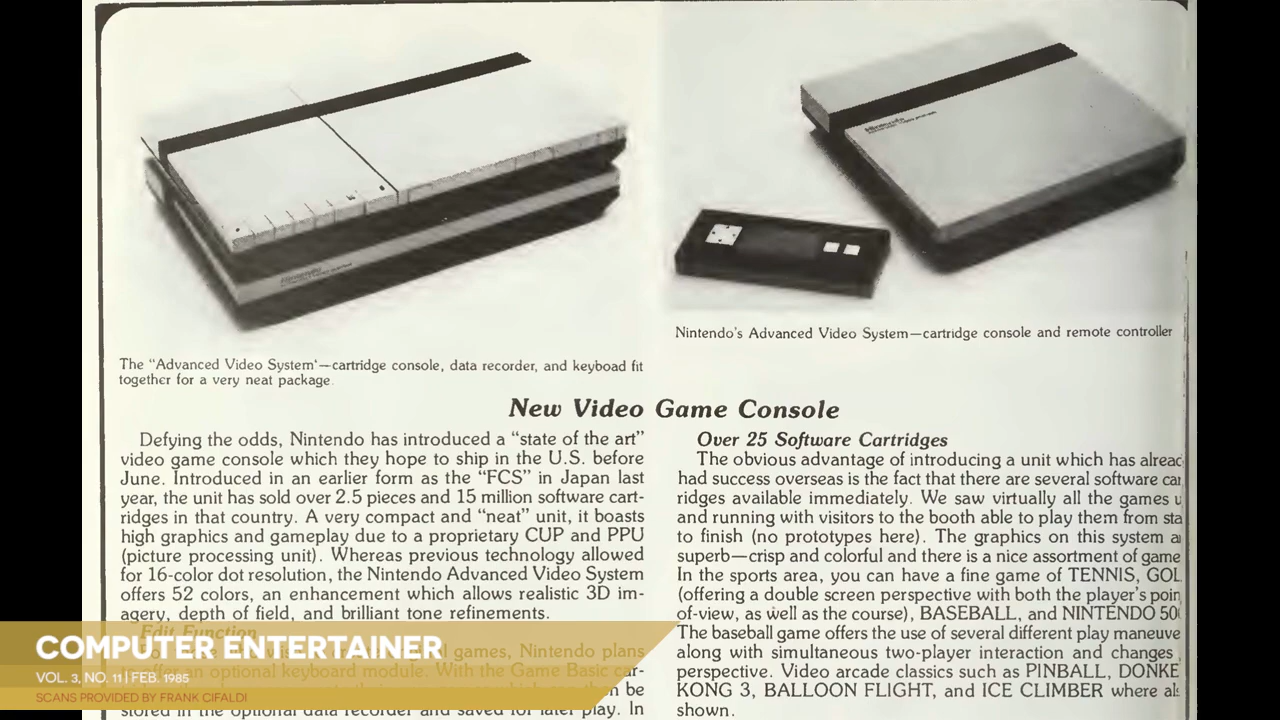 Nintendo
Nintendo
The "Advanced Video System'—cartridge console, data recorder, and keyboad fit
together for a very neat package.
Nintendo's Advanced Video System—cartridge console and remote controller
New Video Game Console
Defying the odds, Nintendo has introduced a "state of the art"
video game console which they hope to ship in the U.S. before
June. Introduced in an earlier form as the "FCS" in Japan last
year, the unit has sold over 2.5 pieces and 15 million software cart-
ridges in that country. A very compact and "neat" unit, it boasts
high graphics and gameplay due to a proprietary CUP and PPU
(picture processing unit). Whereas previous technology allowed
for 16-color dot resolution, the Nintendo Advanced Video System
offers 52 colors, an enhancement which allows realistic 3D im-
agery, depth of field, and brilliant tone refinements.
Edit Function
games, Nintendo plans
to offer an optional keyboard module. With the Game Basic car-
be
stored in the optional data recorder and saved for later play. In
Over 25 Software Cartridges
The obvious advantage of introducing a unit which has alread
had success overseas is the fact that there are several software car
ridges available immediately. We saw virtually all the games u
and running with visitors to the booth able to play them from sta
to finish (no prototypes here). The graphics on this system a
superb—crisp and colorful and there is a nice assortment of game
In the sports area, you can have a fine game of TENNIS, GOL
(offering a double screen perspective with both the player's poin
of-view, as well as the course), BASEBALL, and NINTENDO 50
The baseball game offers the use of several different play maneuve
along with simultaneous two-player interaction and changes
perspective. Video arcade classics such as PINBALL, DONKE
KONG 3, BALLOON FLIGHT, and ICE CLIMBER where als
shown.
COMPUTER ENTERTAINER
VOL. 3, NO. 11 | FEB. 1985
SCANS PROVIDED BY FRANK CIFALDI